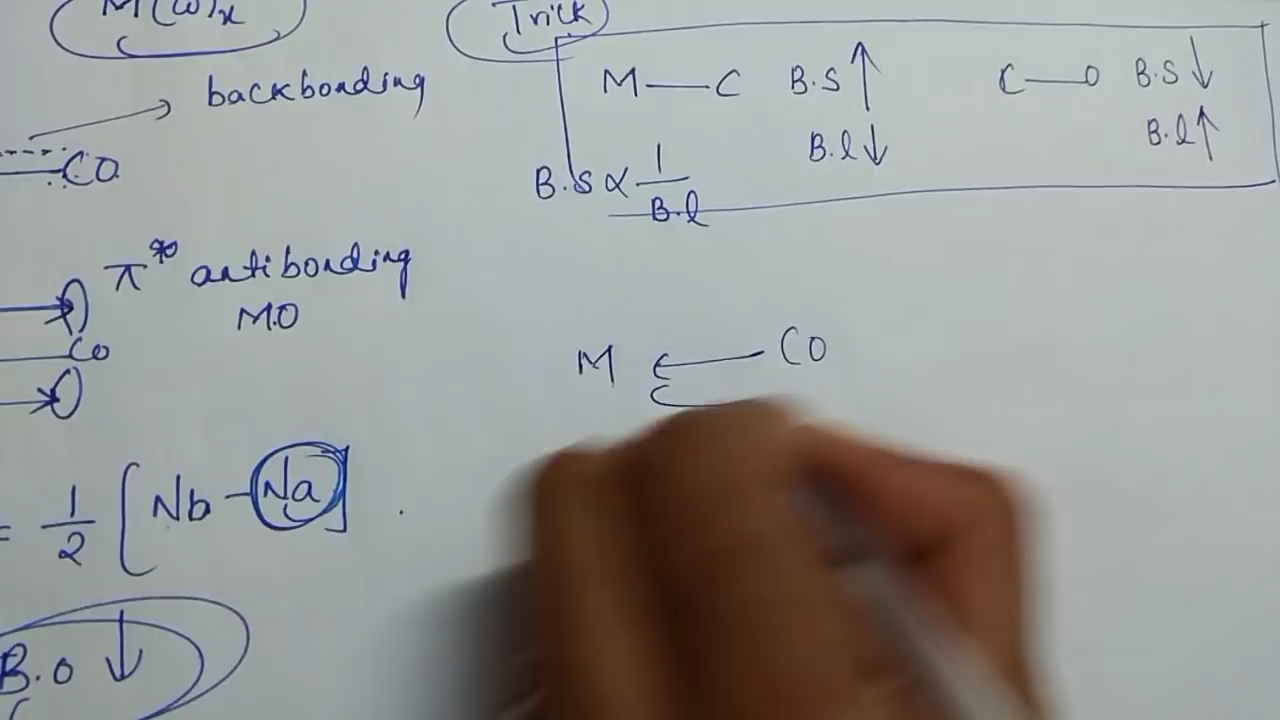 M(CO)x
Trick
backbonding
M—C B.S↑ C—O B.S↓
B.l↓ B.l↑
B.S ∝ 1/B.l
CO
π* antibonding
M.O
Co
M ← CO
= 1/2 [Nb - Na]
B.O ↓